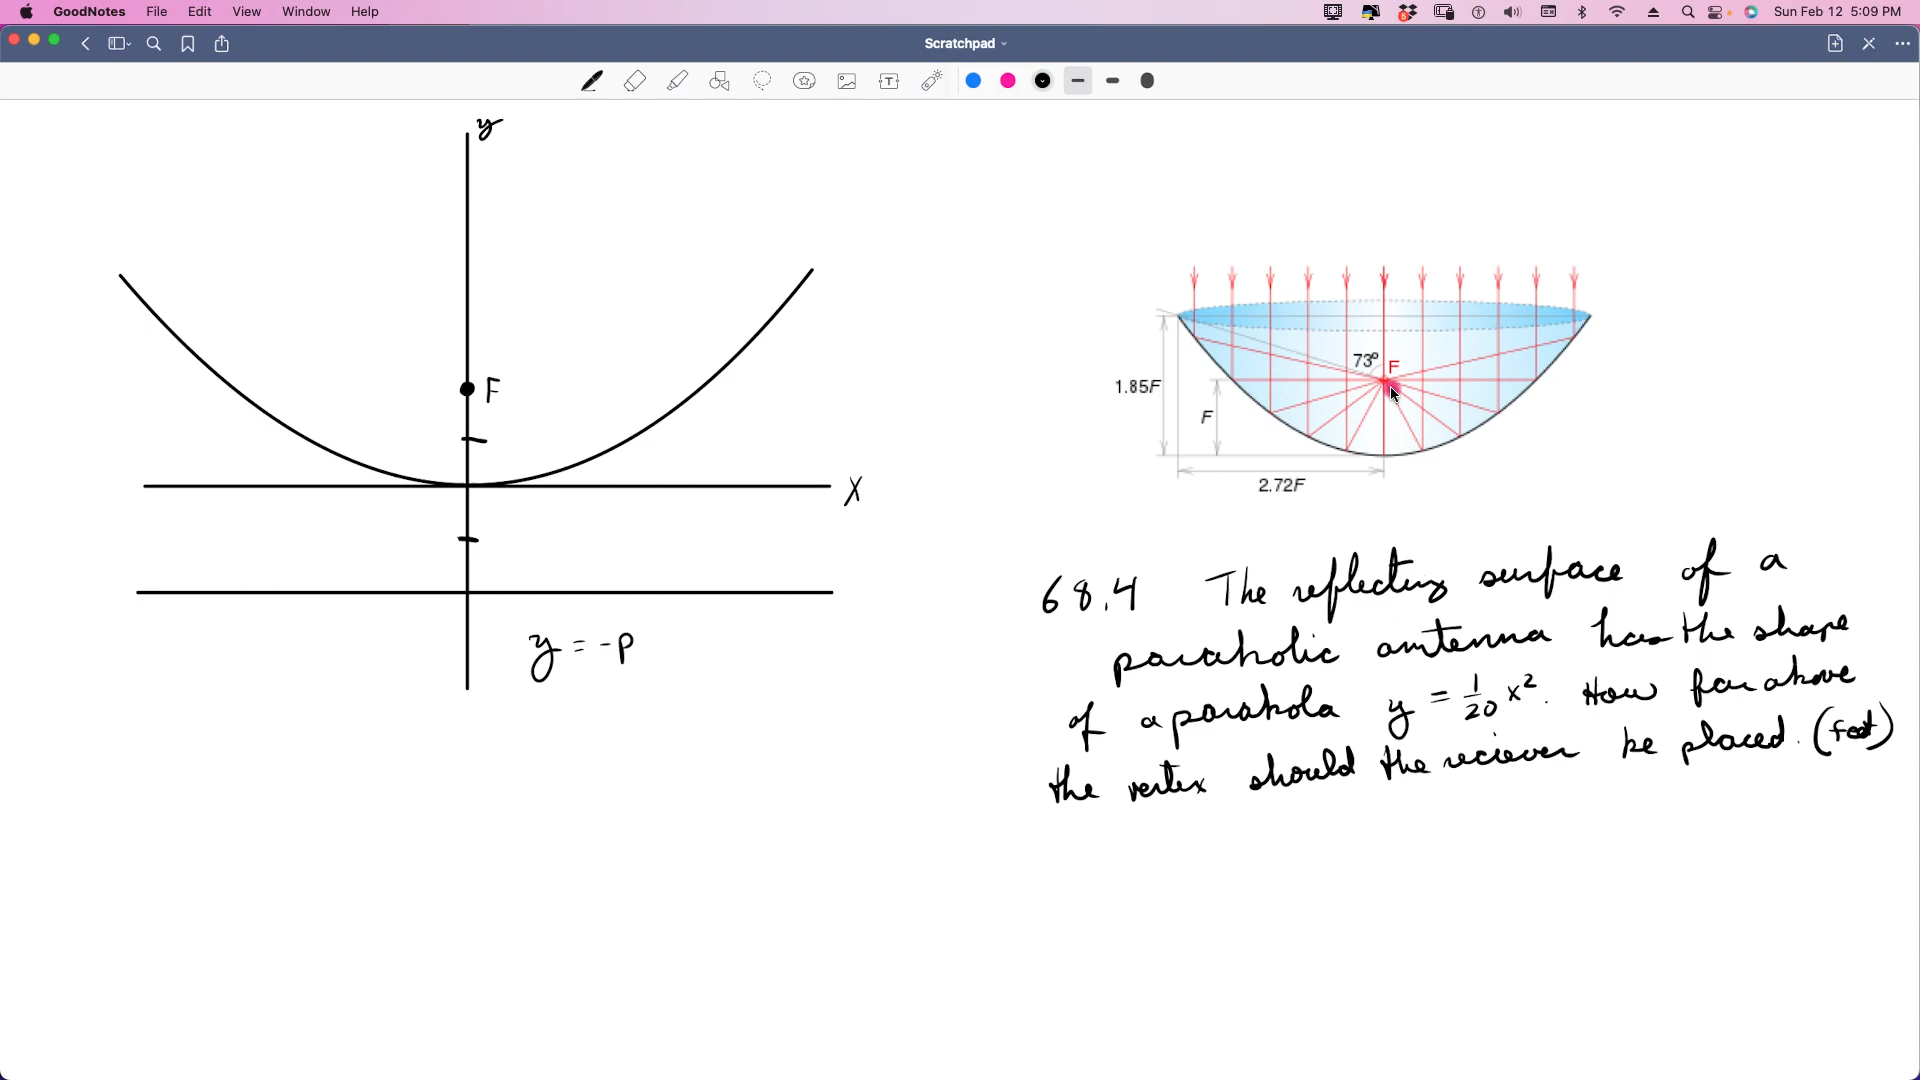 GoodNotes File Edit View Window Help
Sun Feb 12 5:09 PM
Scratchpad
y
F
X
y = -p
73º
F
1.85F
F
2.72F
68.4 The reflecting surface of a
parabolic antenna has the shape
of a parabola y = 1/20 x². How far above
the vertex should the reciever be placed. (feet)